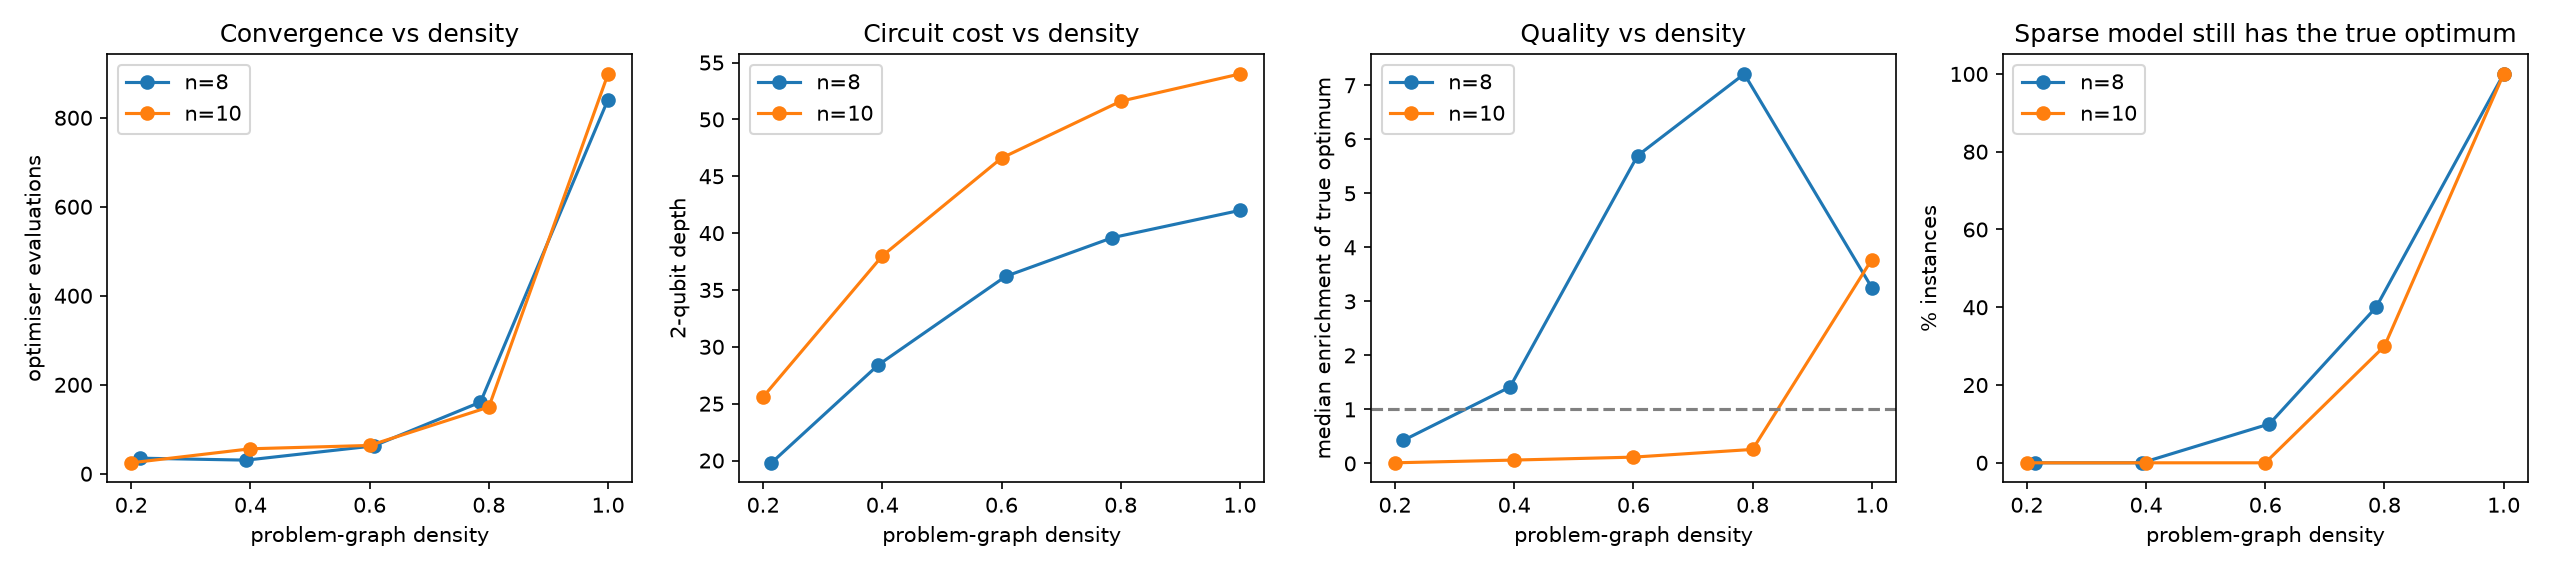 Convergence vs density
optimiser evaluations
800
600
400
200
0
n=8
n=10
0.2 0.4 0.6 0.8 1.0
problem-graph density
Circuit cost vs density
2-qubit depth
55
50
45
40
35
30
25
20
n=8
n=10
0.2 0.4 0.6 0.8 1.0
problem-graph density
Quality vs density
median enrichment of true optimum
7
6
5
4
3
2
1
0
n=8
n=10
0.2 0.4 0.6 0.8 1.0
problem-graph density
Sparse model still has the true optimum
% instances
100
80
60
40
20
0
n=8
n=10
0.2 0.4 0.6 0.8 1.0
problem-graph density